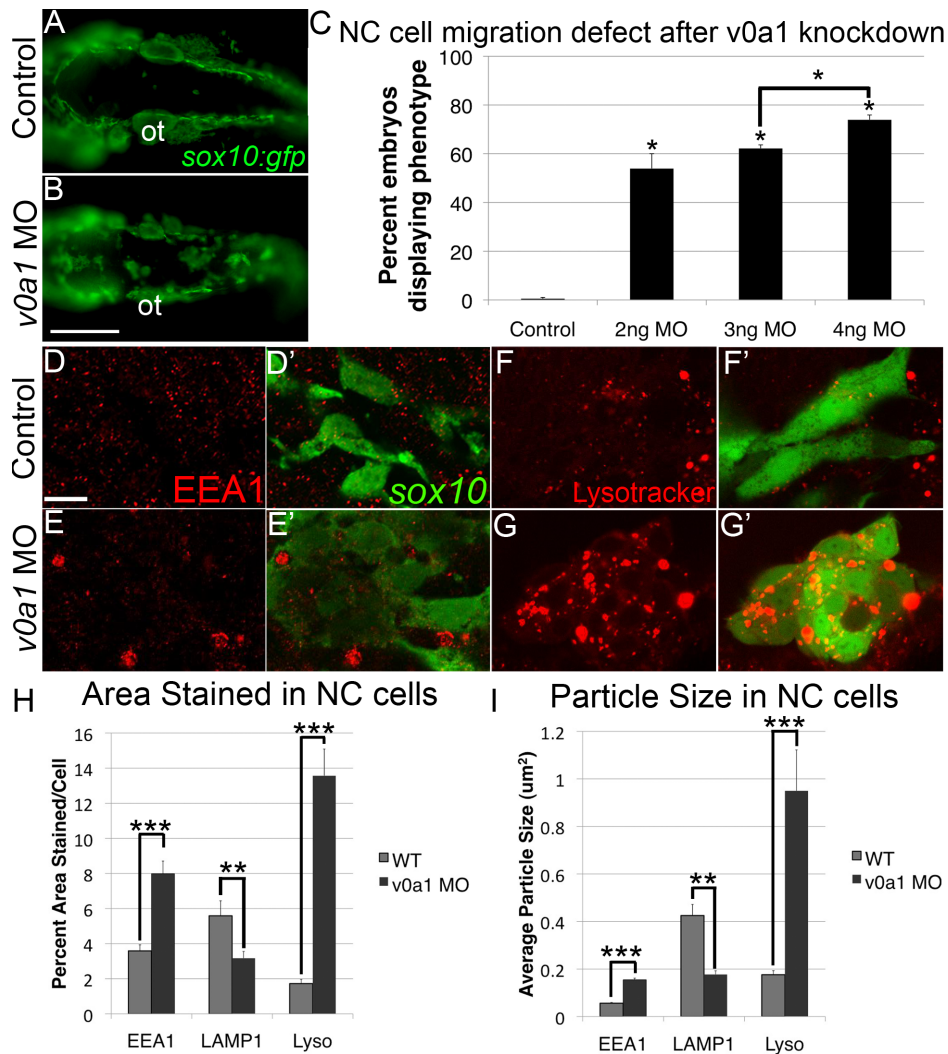 A
Control
ot
sox10:gfp
B
v0a1 MO
ot
C
NC cell migration defect after v0a1 knockdown
Percent embryos
displaying phenotype
100
80
60
40
20
0
*
*
*
*
Control
2ng MO
3ng MO
4ng MO
Control
D
EEA1
D'
sox10
F
Lysotracker
F'
v0a1 MO
E
E'
G
G'
H
Area Stained in NC cells
Percent Area Stained/Cell
16
14
12
10
8
6
4
2
0
***
**
***
EEA1
LAMP1
Lyso
WT
v0a1 MO
I
Particle Size in NC cells
Average Particle Size (um²)
1.2
1
0.8
0.6
0.4
0.2
0
***
**
***
EEA1
LAMP1
Lyso
WT
v0a1 MO